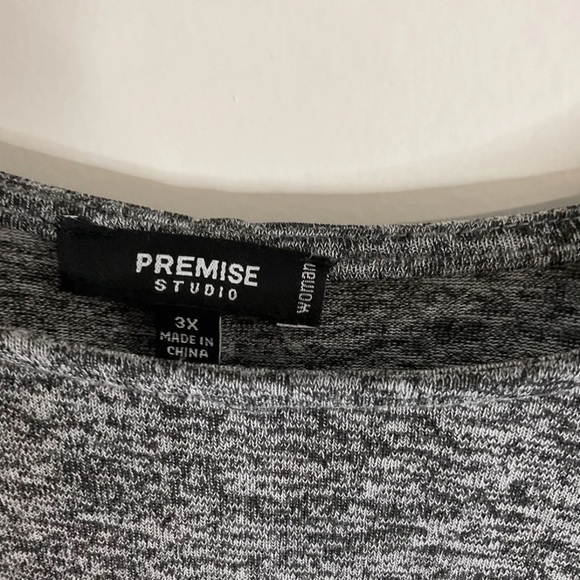 PREMISE
STUDIO
woman
3X
MADE IN
CHINA